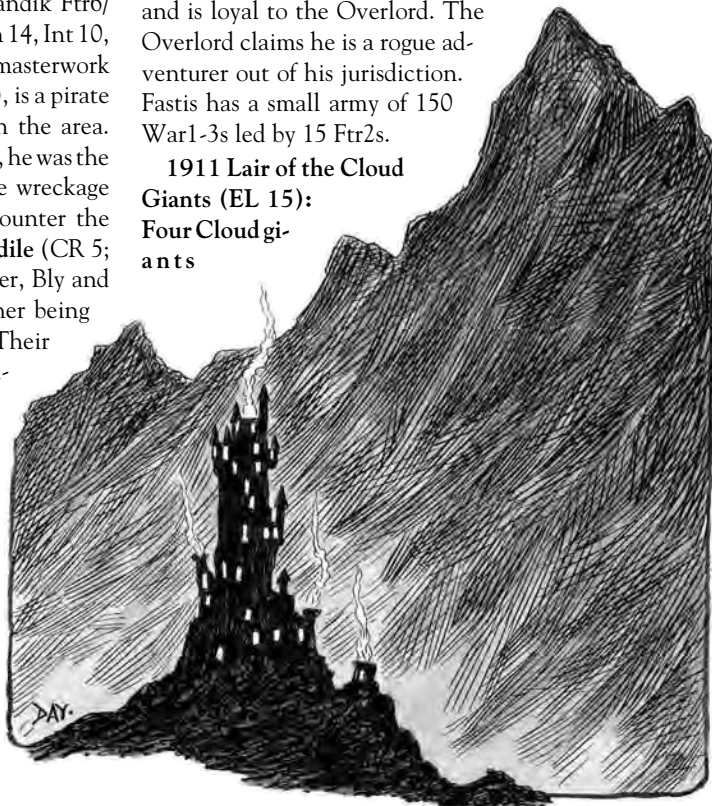 andik Ftr6/
14, Int 10,
masterwork
), is a pirate
the area.
, he was the
wreckage
ounter the
dile (CR 5;
er, Bly and
her being
Their
and is loyal to the Overlord. The
Overlord claims he is a rogue ad-
venturer out of his jurisdiction.
Fastis has a small army of 150
War1-3s led by 15 Ftr2s.
1911 Lair of the Cloud
Giants (EL 15):
Four Cloud gi-
ants
DAY.